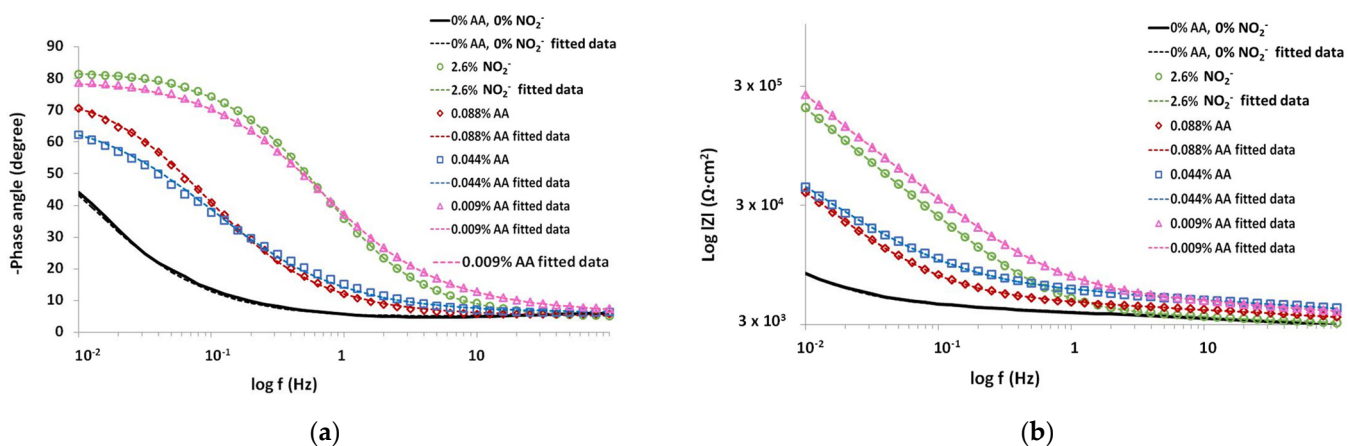 0% AA, 0% NO₂⁻
0% AA, 0% NO₂⁻ fitted data
2.6% NO₂⁻
2.6% NO₂⁻ fitted data
0.088% AA
0.088% AA fitted data
0.044% AA
0.044% AA fitted data
0.009% AA fitted data
0.009% AA fitted data
0.009% AA fitted data
-Phase angle (degree)
90
80
70
60
50
40
30
20
10
0
10⁻²
10⁻¹
1
10
log f (Hz)
(a)
0% AA, 0% NO₂⁻
0% AA, 0% NO₂⁻ fitted data
2.6% NO₂⁻
2.6% NO₂⁻ fitted data
0.088% AA
0.088% AA fitted data
0.044% AA
0.044% AA fitted data
0.009% AA fitted data
0.009% AA fitted data
Log IZI (Ω·cm²)
3 x 10⁵
3 x 10⁴
3 x 10³
10⁻²
10⁻¹
1
10
log f (Hz)
(b)